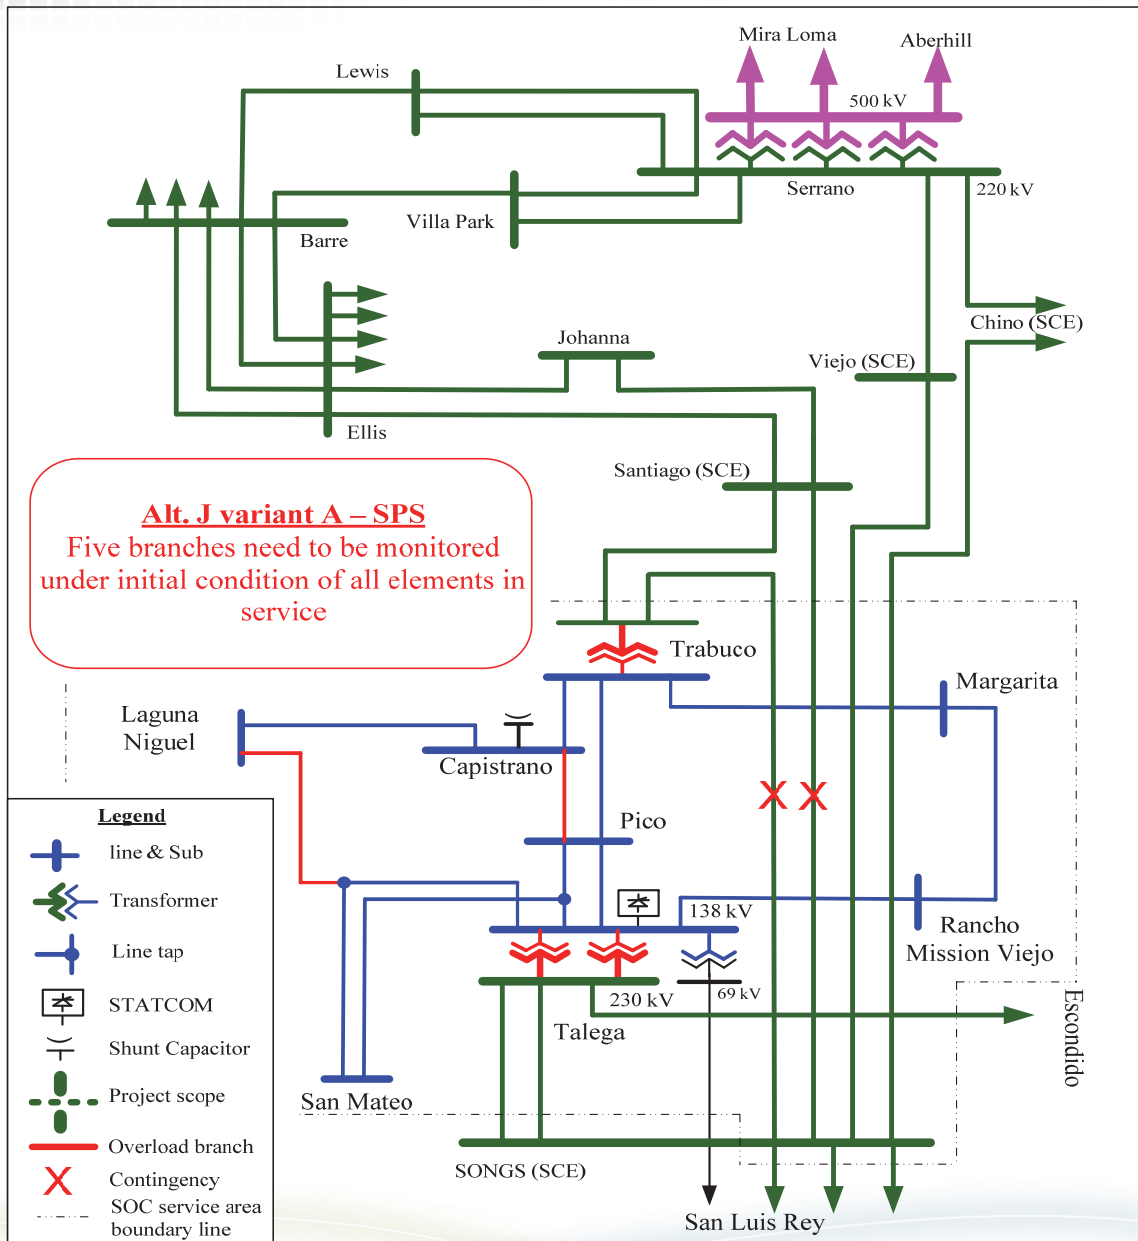 Mira Loma
Aberhill
Lewis
500 kV
Serrano
220 kV
Villa Park
Barre
Chino (SCE)
Johanna
Viejo (SCE)
Ellis
Santiago (SCE)
Alt. J variant A – SPS
Five branches need to be monitored
under initial condition of all elements in
service
Trabuco
Margarita
Laguna
Niguel
Capistrano
Pico
138 kV
Rancho
Mission Viejo
69 kV
230 kV
Talega
Escondido
San Mateo
SONGS (SCE)
San Luis Rey
Legend
line & Sub
Transformer
Line tap
STATCOM
Shunt Capacitor
Project scope
Overload branch
X Contingency
SOC service area
boundary line
X X